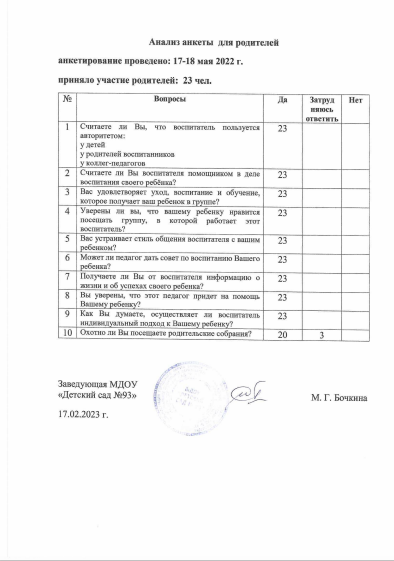 Анализ анкеты для родителей
анкетирование проведено: 17-18 мая 2022 г.
приняло участие родителей: 23 чел.
№ Вопросы Да Затруд няюсь ответить Нет
1 Считаете ли Вы, что воспитатель пользуется 23
авторитетом:
у детей
у родителей воспитанников
у коллег-педагогов
2 Считаете ли Вы воспитателя помощником в деле 23
воспитания своего ребёнка?
3 Вас удовлетворяет уход, воспитание и обучение, 23
которое получает ваш ребенок в группе?
4 Уверены ли вы, что вашему ребенку нравится 23
посещать группу, в которой работает этот
воспитатель?
5 Вас устраивает стиль общения воспитателя с вашим 23
ребенком?
6 Может ли педагог дать совет по воспитанию Вашего 23
ребенка?
7 Получаете ли Вы от воспитателя информацию о 23
жизни и об успехах своего ребенка?
8 Вы уверены, что этот педагог придет на помощь 23
Вашему ребенку?
9 Как Вы думаете, осуществляет ли воспитатель 23
индивидуальный подход к Вашему ребенку?
10 Охотно ли Вы посещаете родительские собрания? 20 3
Заведующая МДОУ
«Детский сад №93» М. Г. Бочкина
17.02.2023 г.